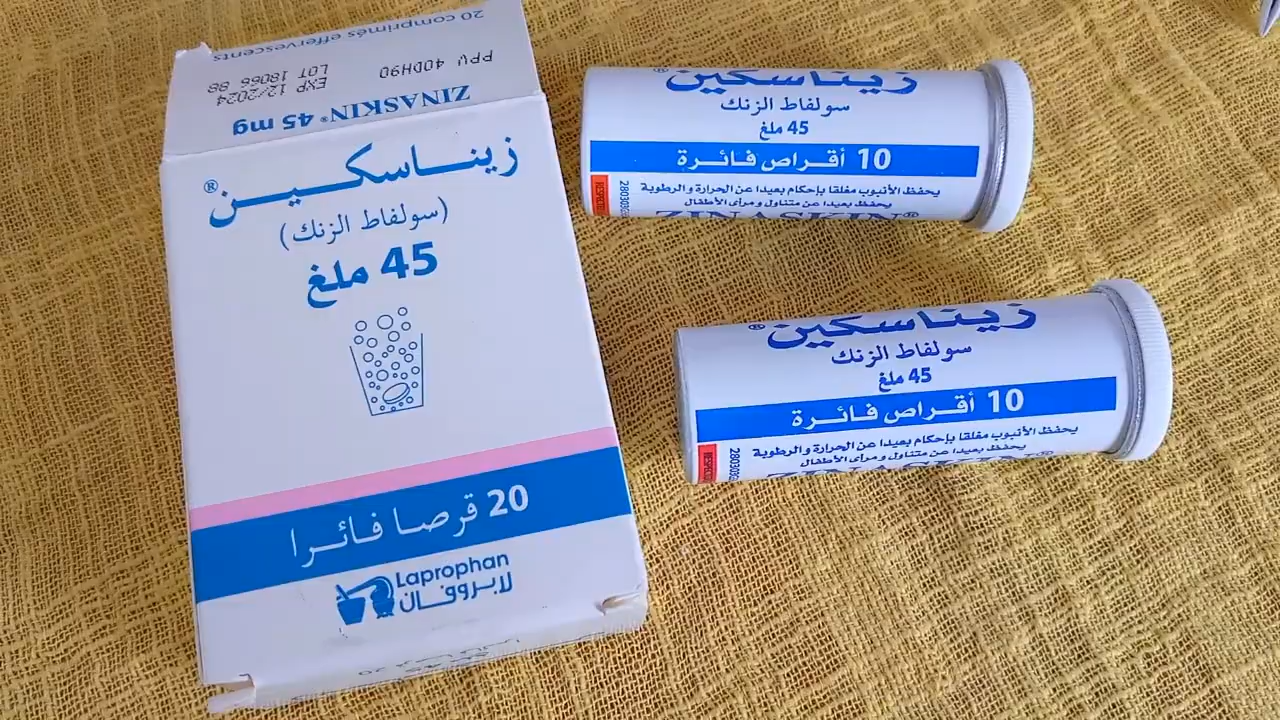 20 comprimés effervescents
PPV 40DH90
EXP 12/2024
LOT 18066 88
ZINASKIN® 45 mg
زيناسكين®
(سولفاط الزنك)
45 ملغ
20 قرصا فائرا
Laprophan
لابروفان
زيناسكين®
سولفاط الزنك
45 ملغ
10 أقراص فائرة
يحفظ الأنبوب مغلقا بإحكام بعيدا عن الحرارة و الرطوبة
يحفظ بعيدا عن متناول و مرأى الأطفال
ZINASKIN®
زيناسكين®
سولفاط الزنك
45 ملغ
10 أقراص فائرة
يحفظ الأنبوب مغلقا بإحكام بعيدا عن الحرارة و الرطوبة
يحفظ بعيدا عن متناول و مرأى الأطفال
ZINASKIN®